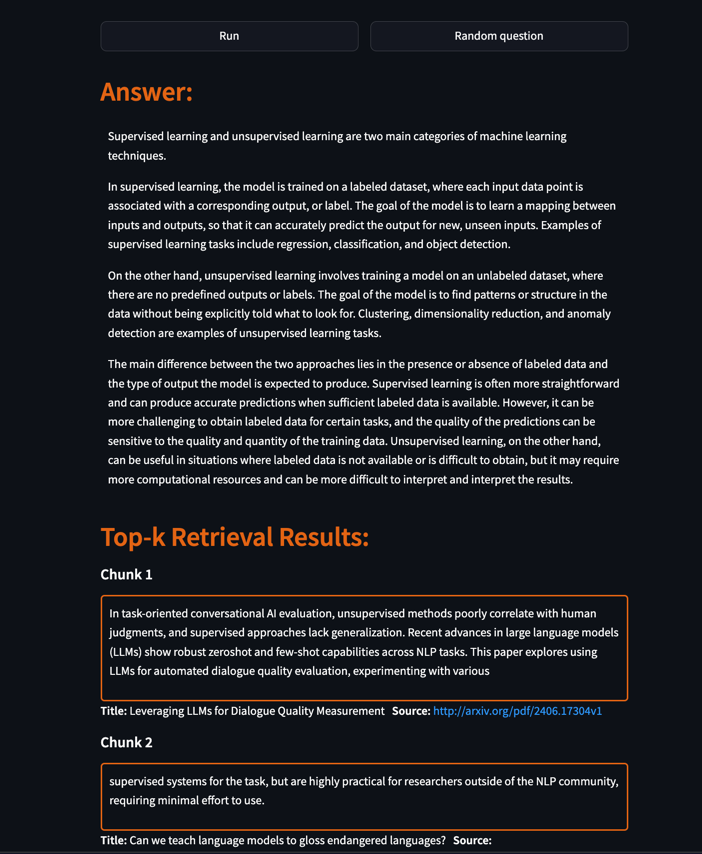 Run
Random question
Answer:
Supervised learning and unsupervised learning are two main categories of machine learning
techniques.
In supervised learning, the model is trained on a labeled dataset, where each input data point is
associated with a corresponding output, or label. The goal of the model is to learn a mapping between
inputs and outputs, so that it can accurately predict the output for new, unseen inputs. Examples of
supervised learning tasks include regression, classification, and object detection.
On the other hand, unsupervised learning involves training a model on an unlabeled dataset, where
there are no predefined outputs or labels. The goal of the model is to find patterns or structure in the
data without being explicitly told what to look for. Clustering, dimensionality reduction, and anomaly
detection are examples of unsupervised learning tasks.
The main difference between the two approaches lies in the presence or absence of labeled data and
the type of output the model is expected to produce. Supervised learning is often more straightforward
and can produce accurate predictions when sufficient labeled data is available. However, it can be
more challenging to obtain labeled data for certain tasks, and the quality of the predictions can be
sensitive to the quality and quantity of the training data. Unsupervised learning, on the other hand,
can be useful in situations where labeled data is not available or is difficult to obtain, but it may require
more computational resources and can be more difficult to interpret and interpret the results.
Top-k Retrieval Results:
Chunk 1
In task-oriented conversational AI evaluation, unsupervised methods poorly correlate with human
judgments, and supervised approaches lack generalization. Recent advances in large language models
(LLMs) show robust zeroshot and few-shot capabilities across NLP tasks. This paper explores using
LLMs for automated dialogue quality evaluation, experimenting with various
Title: Leveraging LLMs for Dialogue Quality Measurement Source: http://arxiv.org/pdf/2406.17304v1
Chunk 2
supervised systems for the task, but are highly practical for researchers outside of the NLP community,
requiring minimal effort to use.
Title: Can we teach language models to gloss endangered languages? Source: